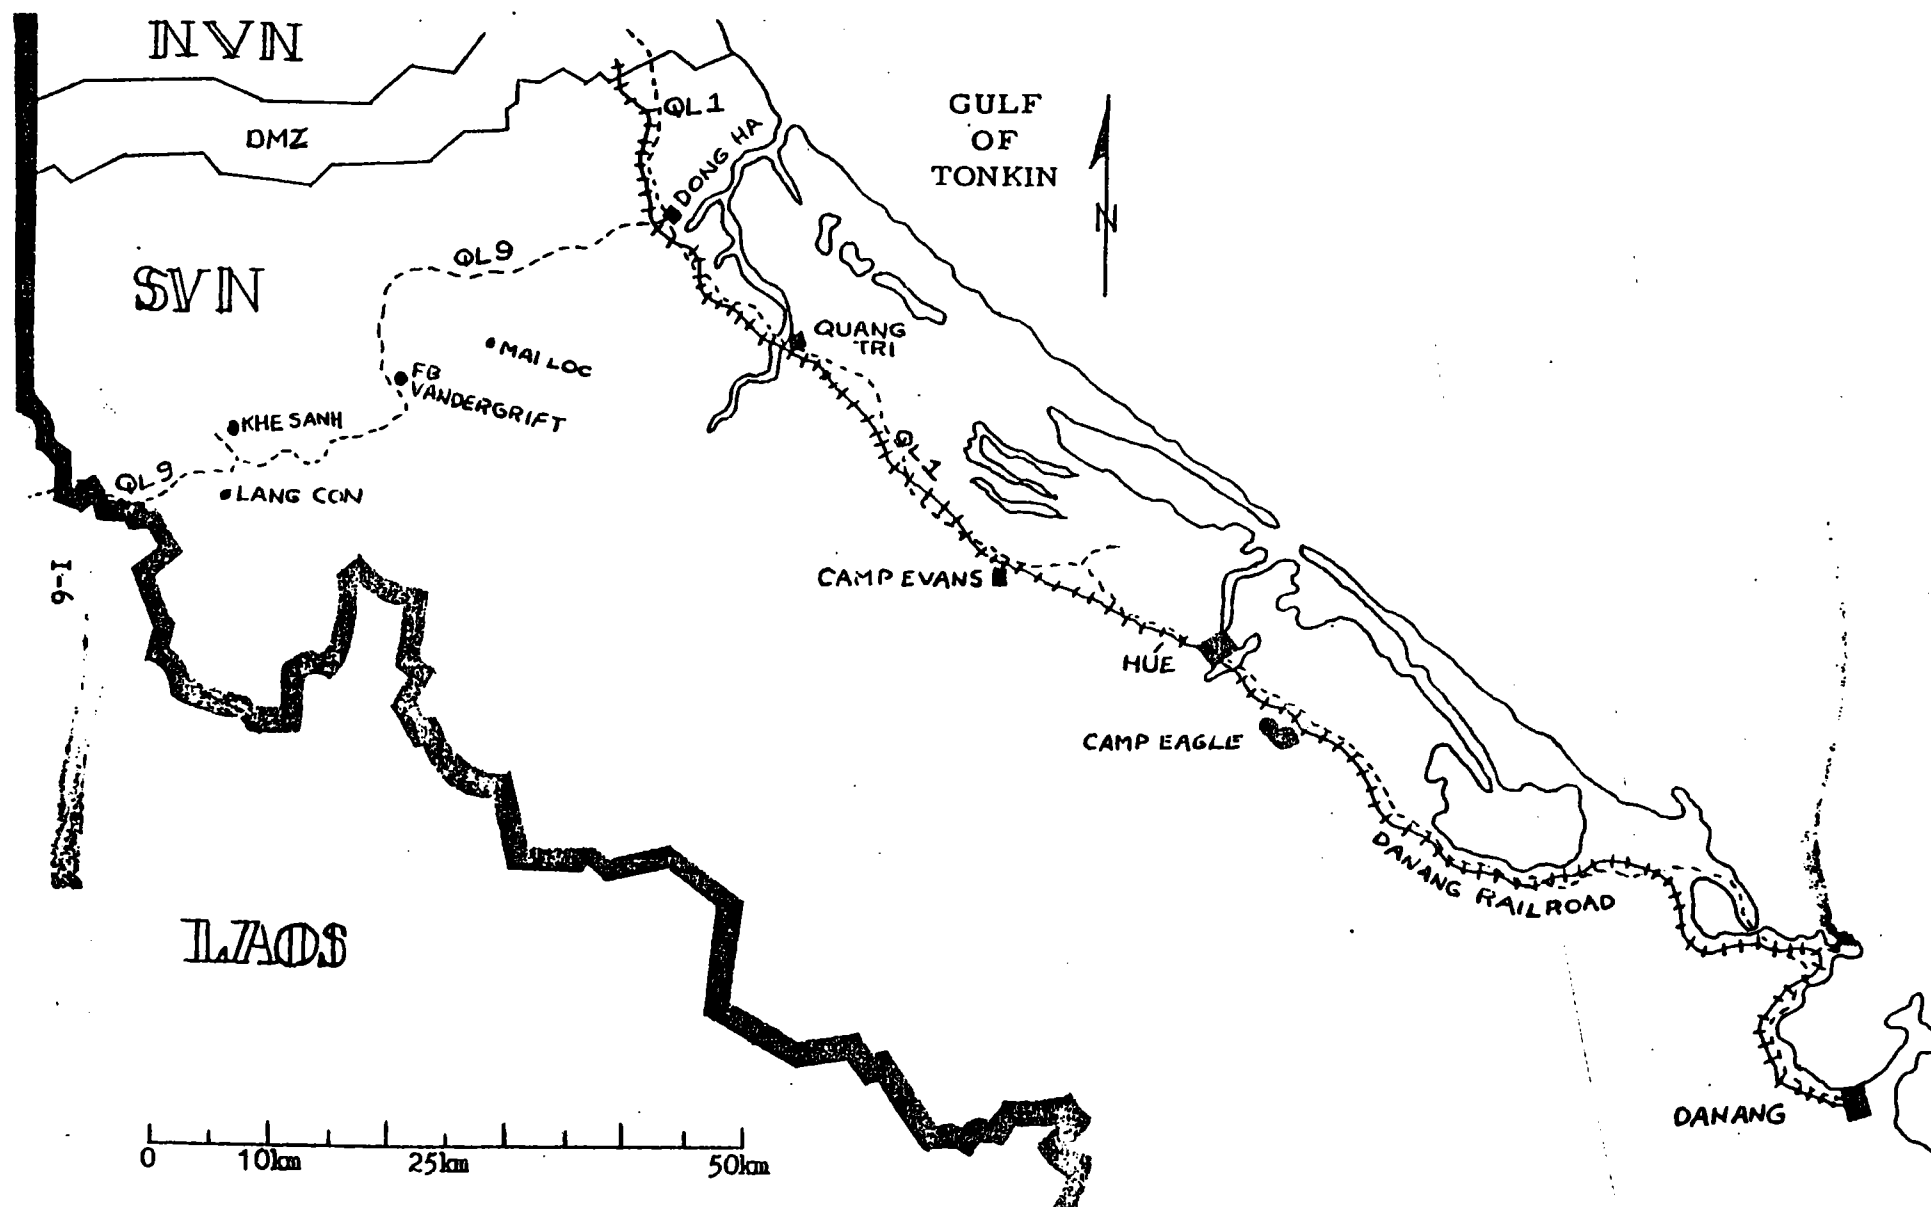 NVN
DMZ
QL1
DONG HA
GULF
OF
TONKIN
N
SVN
QL9
QUANG
TRI
MAI LOC
FB
VANDERGRIFT
KHE SANH
QL1
QL9
LANG CON
I-6
CAMP EVANS
HUÉ
CAMP EAGLE
DANANG RAILROAD
LAOS
DANANG
0 10km 25km 50km